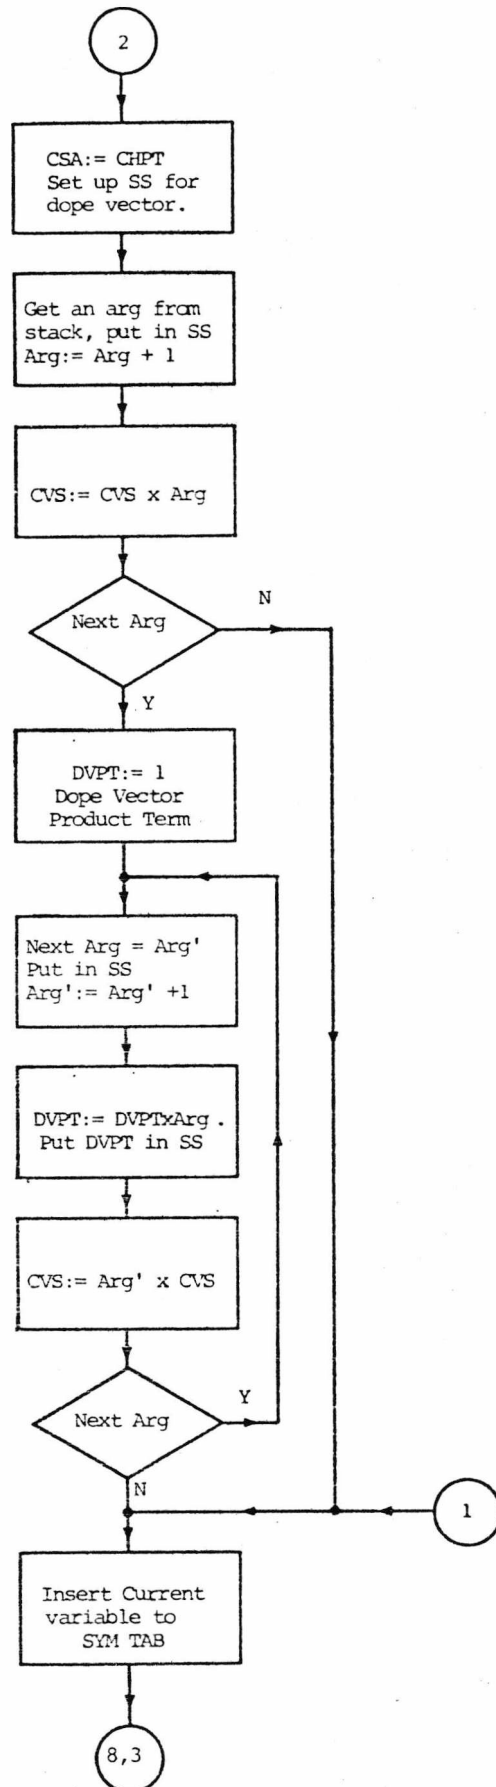 2
CSA:= CHPT
Set up SS for
dope vector.
Get an arg from
stack, put in SS
Arg:= Arg + 1
CVS:= CVS x Arg
Next Arg
N
Y
DVPT:= 1
Dope Vector
Product Term
Next Arg = Arg'
Put in SS
Arg':= Arg' +1
DVPT:= DVPTxArg .
Put DVPT in SS
CVS:= Arg' x CVS
Next Arg
Y
N
1
Insert Current
variable to
SYM TAB
8,3